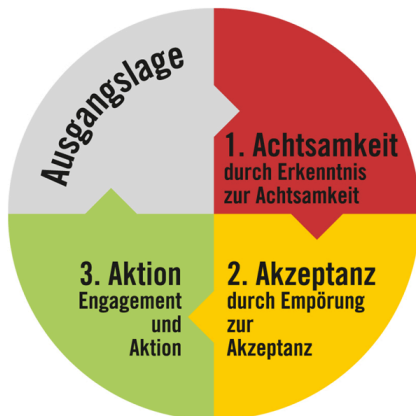 Ausgangslage
1. Achtsamkeit
durch Erkenntnis
zur Achtsamkeit
2. Akzeptanz
durch Empörung
zur
Akzeptanz
3. Aktion
Engagement
und
Aktion